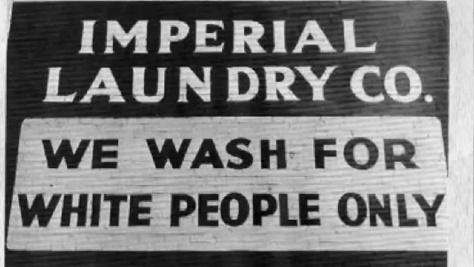 IMPERIAL
LAUNDRY CO.
WE WASH FOR
WHITE PEOPLE ONLY